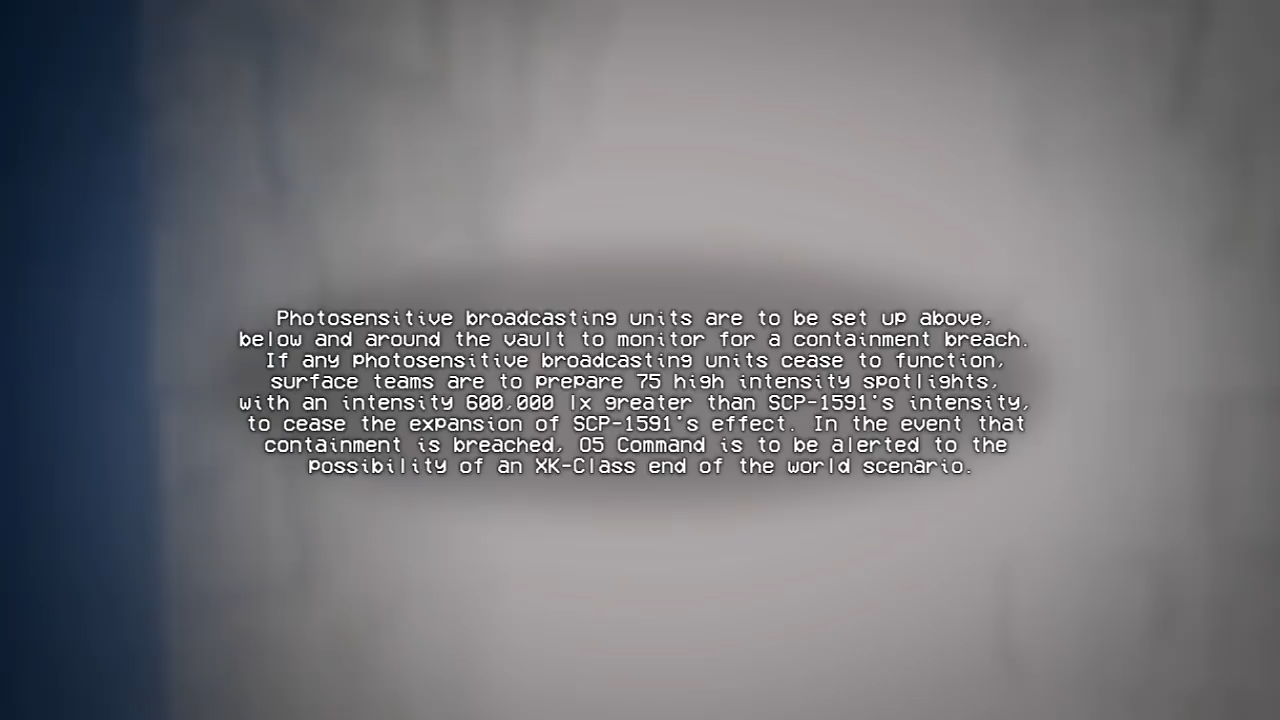 Photosensitive broadcasting units are to be set up above,
below and around the vault to monitor for a containment breach.
If any photosensitive broadcasting units cease to function,
surface teams are to prepare 75 high intensity spotlights,
with an intensity 600,000 lx greater than SCP-1591's intensity,
to cease the expansion of SCP-1591's effect. In the event that
containment is breached, O5 Command is to be alerted to the
possibility of an XK-Class end of the world scenario.